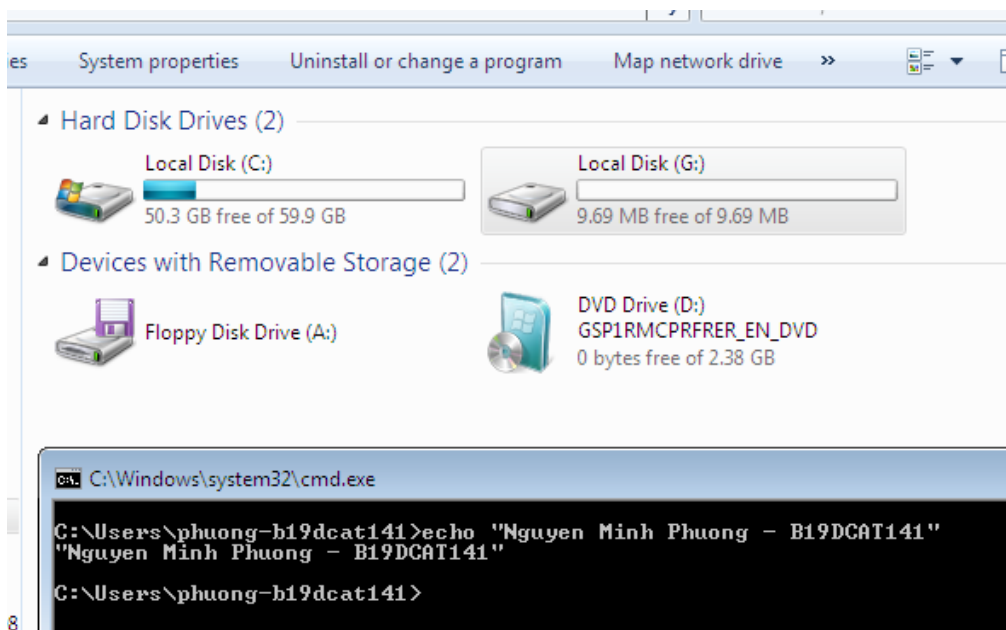 es System properties Uninstall or change a program Map network drive »
Hard Disk Drives (2)
Local Disk (C:)
50.3 GB free of 59.9 GB
Local Disk (G:)
9.69 MB free of 9.69 MB
Devices with Removable Storage (2)
Floppy Disk Drive (A:)
DVD Drive (D:)
GSP1RMCPRFRER_EN_DVD
0 bytes free of 2.38 GB
C:\Windows\system32\cmd.exe
C:\Users\phuong-b19dcat141>echo "Nguyen Minh Phuong - B19DCAT141"
"Nguyen Minh Phuong - B19DCAT141"
C:\Users\phuong-b19dcat141>
8